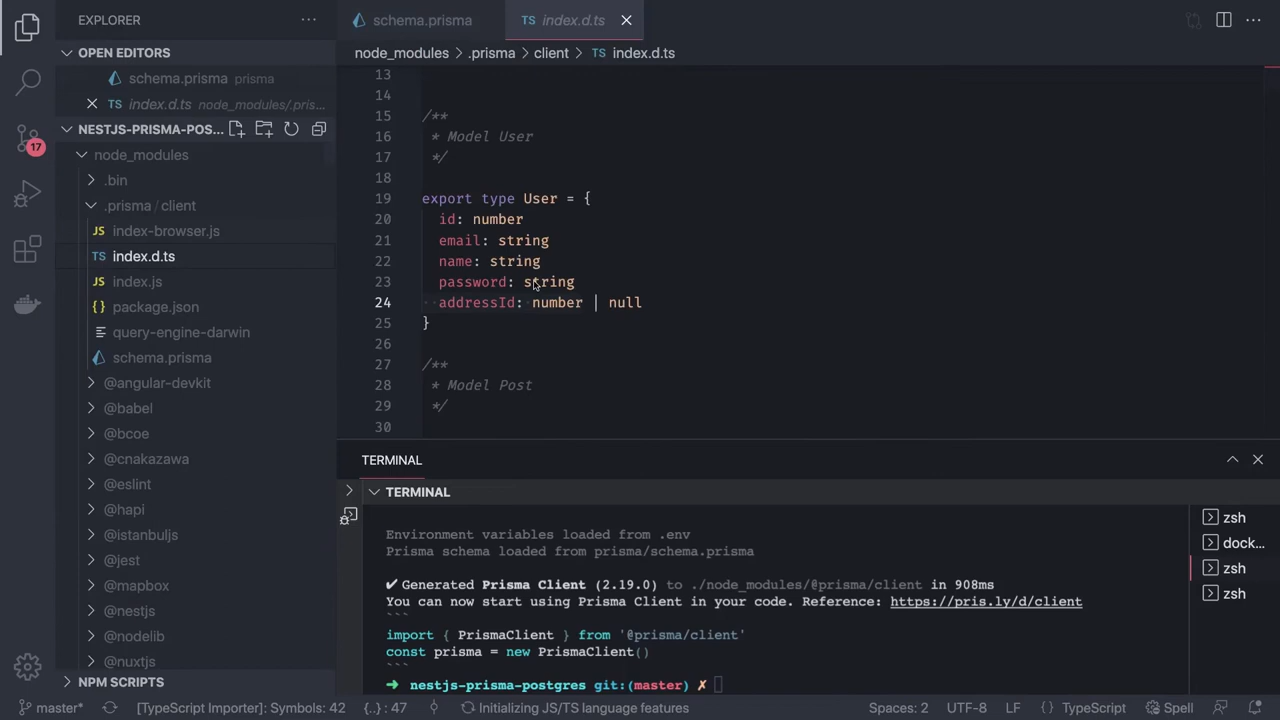 EXPLORER
OPEN EDITORS
schema.prisma prisma
TS index.d.ts node_modules/.pris...
NESTJS-PRISMA-POS...
node_modules
.bin
.prisma / client
JS index-browser.js
TS index.d.ts
JS index.js
{} package.json
query-engine-darwin
schema.prisma
@angular-devkit
@babel
@bcoe
@cnakazawa
@eslint
@hapi
@istanbuljs
@jest
@mapbox
@nestjs
@nodelib
@nuxtjs
NPM SCRIPTS
17
schema.prisma
TS index.d.ts
node_modules > .prisma > client > TS index.d.ts
13
14
15 /**
16 * Model User
17 */
18
19 export type User = {
20 id: number
21 email: string
22 name: string
23 password: string
24 addressId: number | null
25 }
26
27 /**
28 * Model Post
29 */
30
TERMINAL
TERMINAL
Environment variables loaded from .env
Prisma schema loaded from prisma/schema.prisma
✔ Generated Prisma Client (2.19.0) to ./node_modules/@prisma/client in 908ms
You can now start using Prisma Client in your code. Reference: https://pris.ly/d/client
```
import { PrismaClient } from '@prisma/client'
const prisma = new PrismaClient()
```
➜ nestjs-prisma-postgres git:(master) ✗
zsh
dock...
zsh
zsh
master* [TypeScript Importer]: Symbols: 42 {..} : 47 Initializing JS/TS language features Spaces: 2 UTF-8 LF {} TypeScript Spell